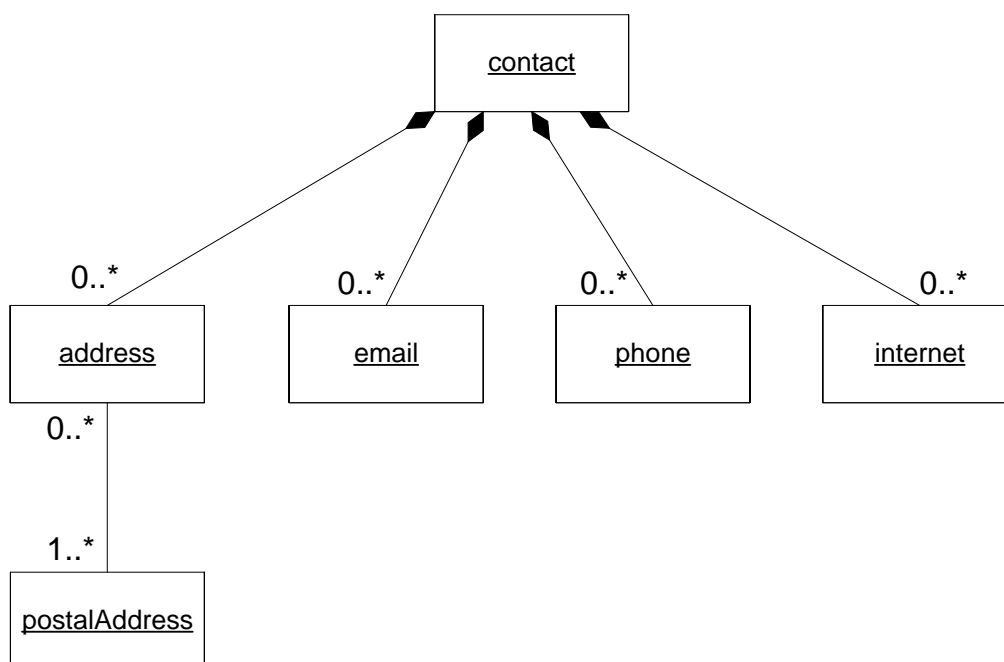 contact
0..*
0..*
0..*
0..*
address
email
phone
internet
0..*
1..*
postalAddress